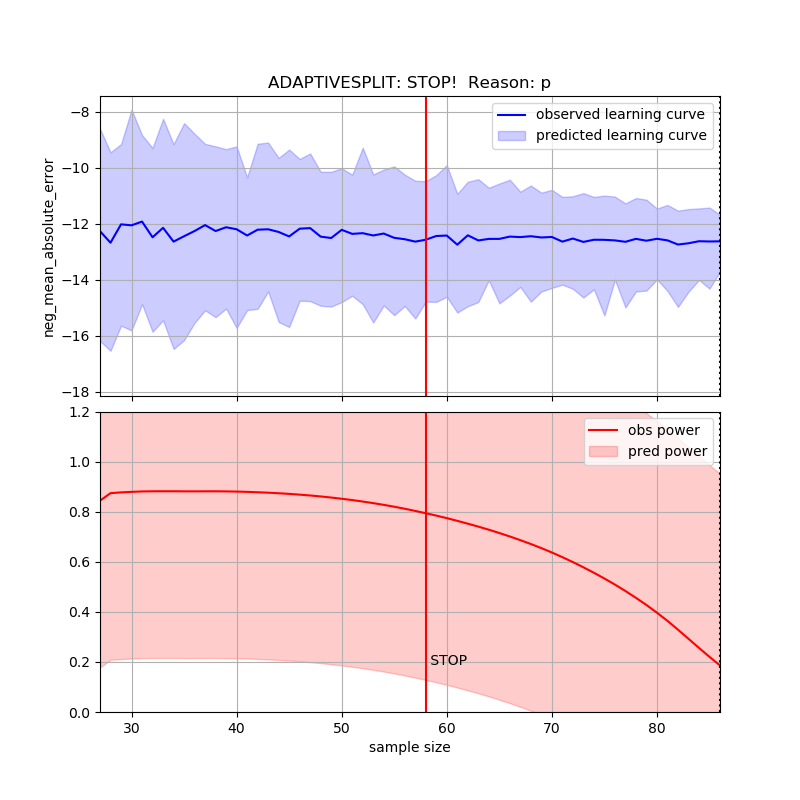 ADAPTIVESPLIT: STOP!  Reason: p
observed learning curve
predicted learning curve
neg_mean_absolute_error
−8
−10
−12
−14
−16
−18
1.2
1.0
0.8
0.6
0.4
0.2
0.0
obs power
pred power
STOP
30 40 50 60 70 80
sample size